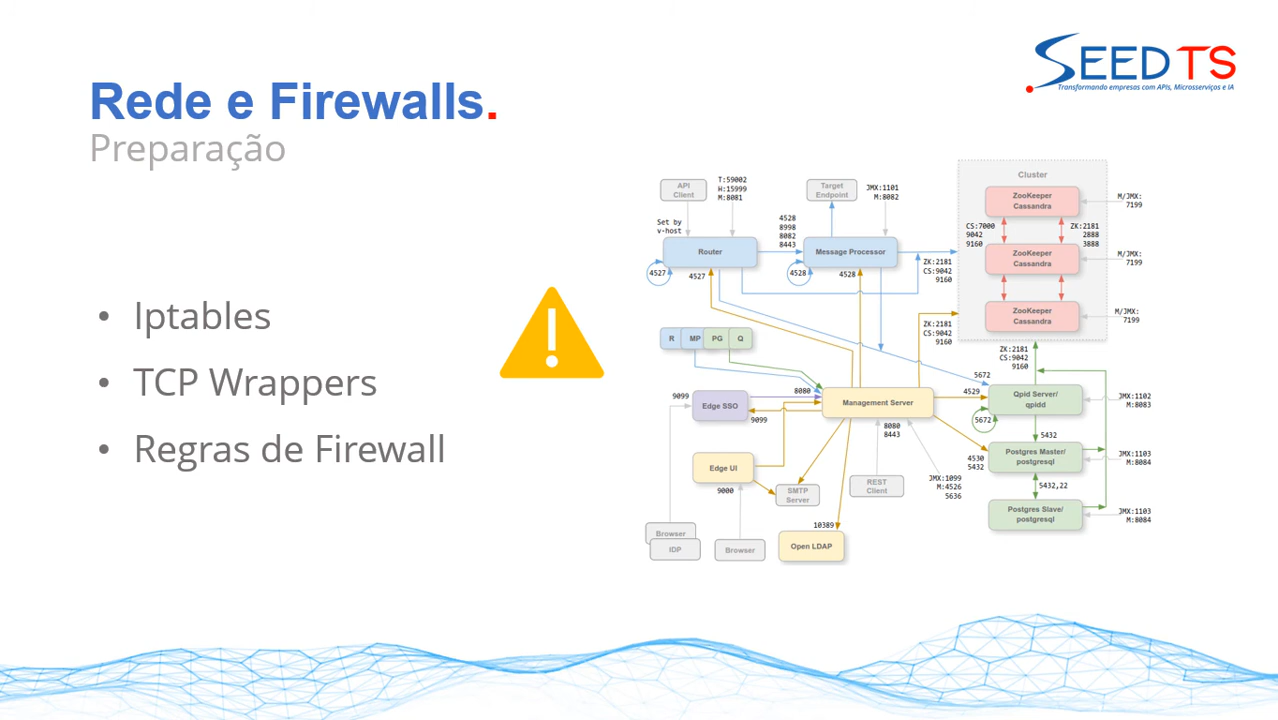 SEEDTS
Transformando empresas com APIs, Microserviços e IA
Rede e Firewalls.
Preparação
• Iptables
• TCP Wrappers
• Regras de Firewall
API
Client
T:59002
H:15999
M:8081
Target
Endpoint
JMX:1101
M:8082
Set by
v-host
4528
8998
8082
8443
Router
Message Processor
4527
4527
4528
4528
ZK:2181
CS:9042
9160
Cluster
ZooKeeper
Cassandra
M/JMX:
7199
CS:7000
9042
9160
ZK:2181
2888
3888
ZooKeeper
Cassandra
M/JMX:
7199
ZooKeeper
Cassandra
M/JMX:
7199
ZK:2181
CS:9042
9160
R
MP
PG
Q
ZK:2181
CS:9042
9160
5672
8080
4529
9099
Edge SSO
9099
Management Server
Qpid Server/
qpidd
JMX:1102
M:8083
5672
8080
8443
5432
Edge UI
9000
SMTP
Server
REST
Client
JMX:1099
M:4526
5636
4530
5432
Postgres Master/
postgresql
JMX:1103
M:8084
5432,22
Postgres Slave/
postgresql
JMX:1103
M:8084
10389
Browser
IDP
Browser
Open LDAP